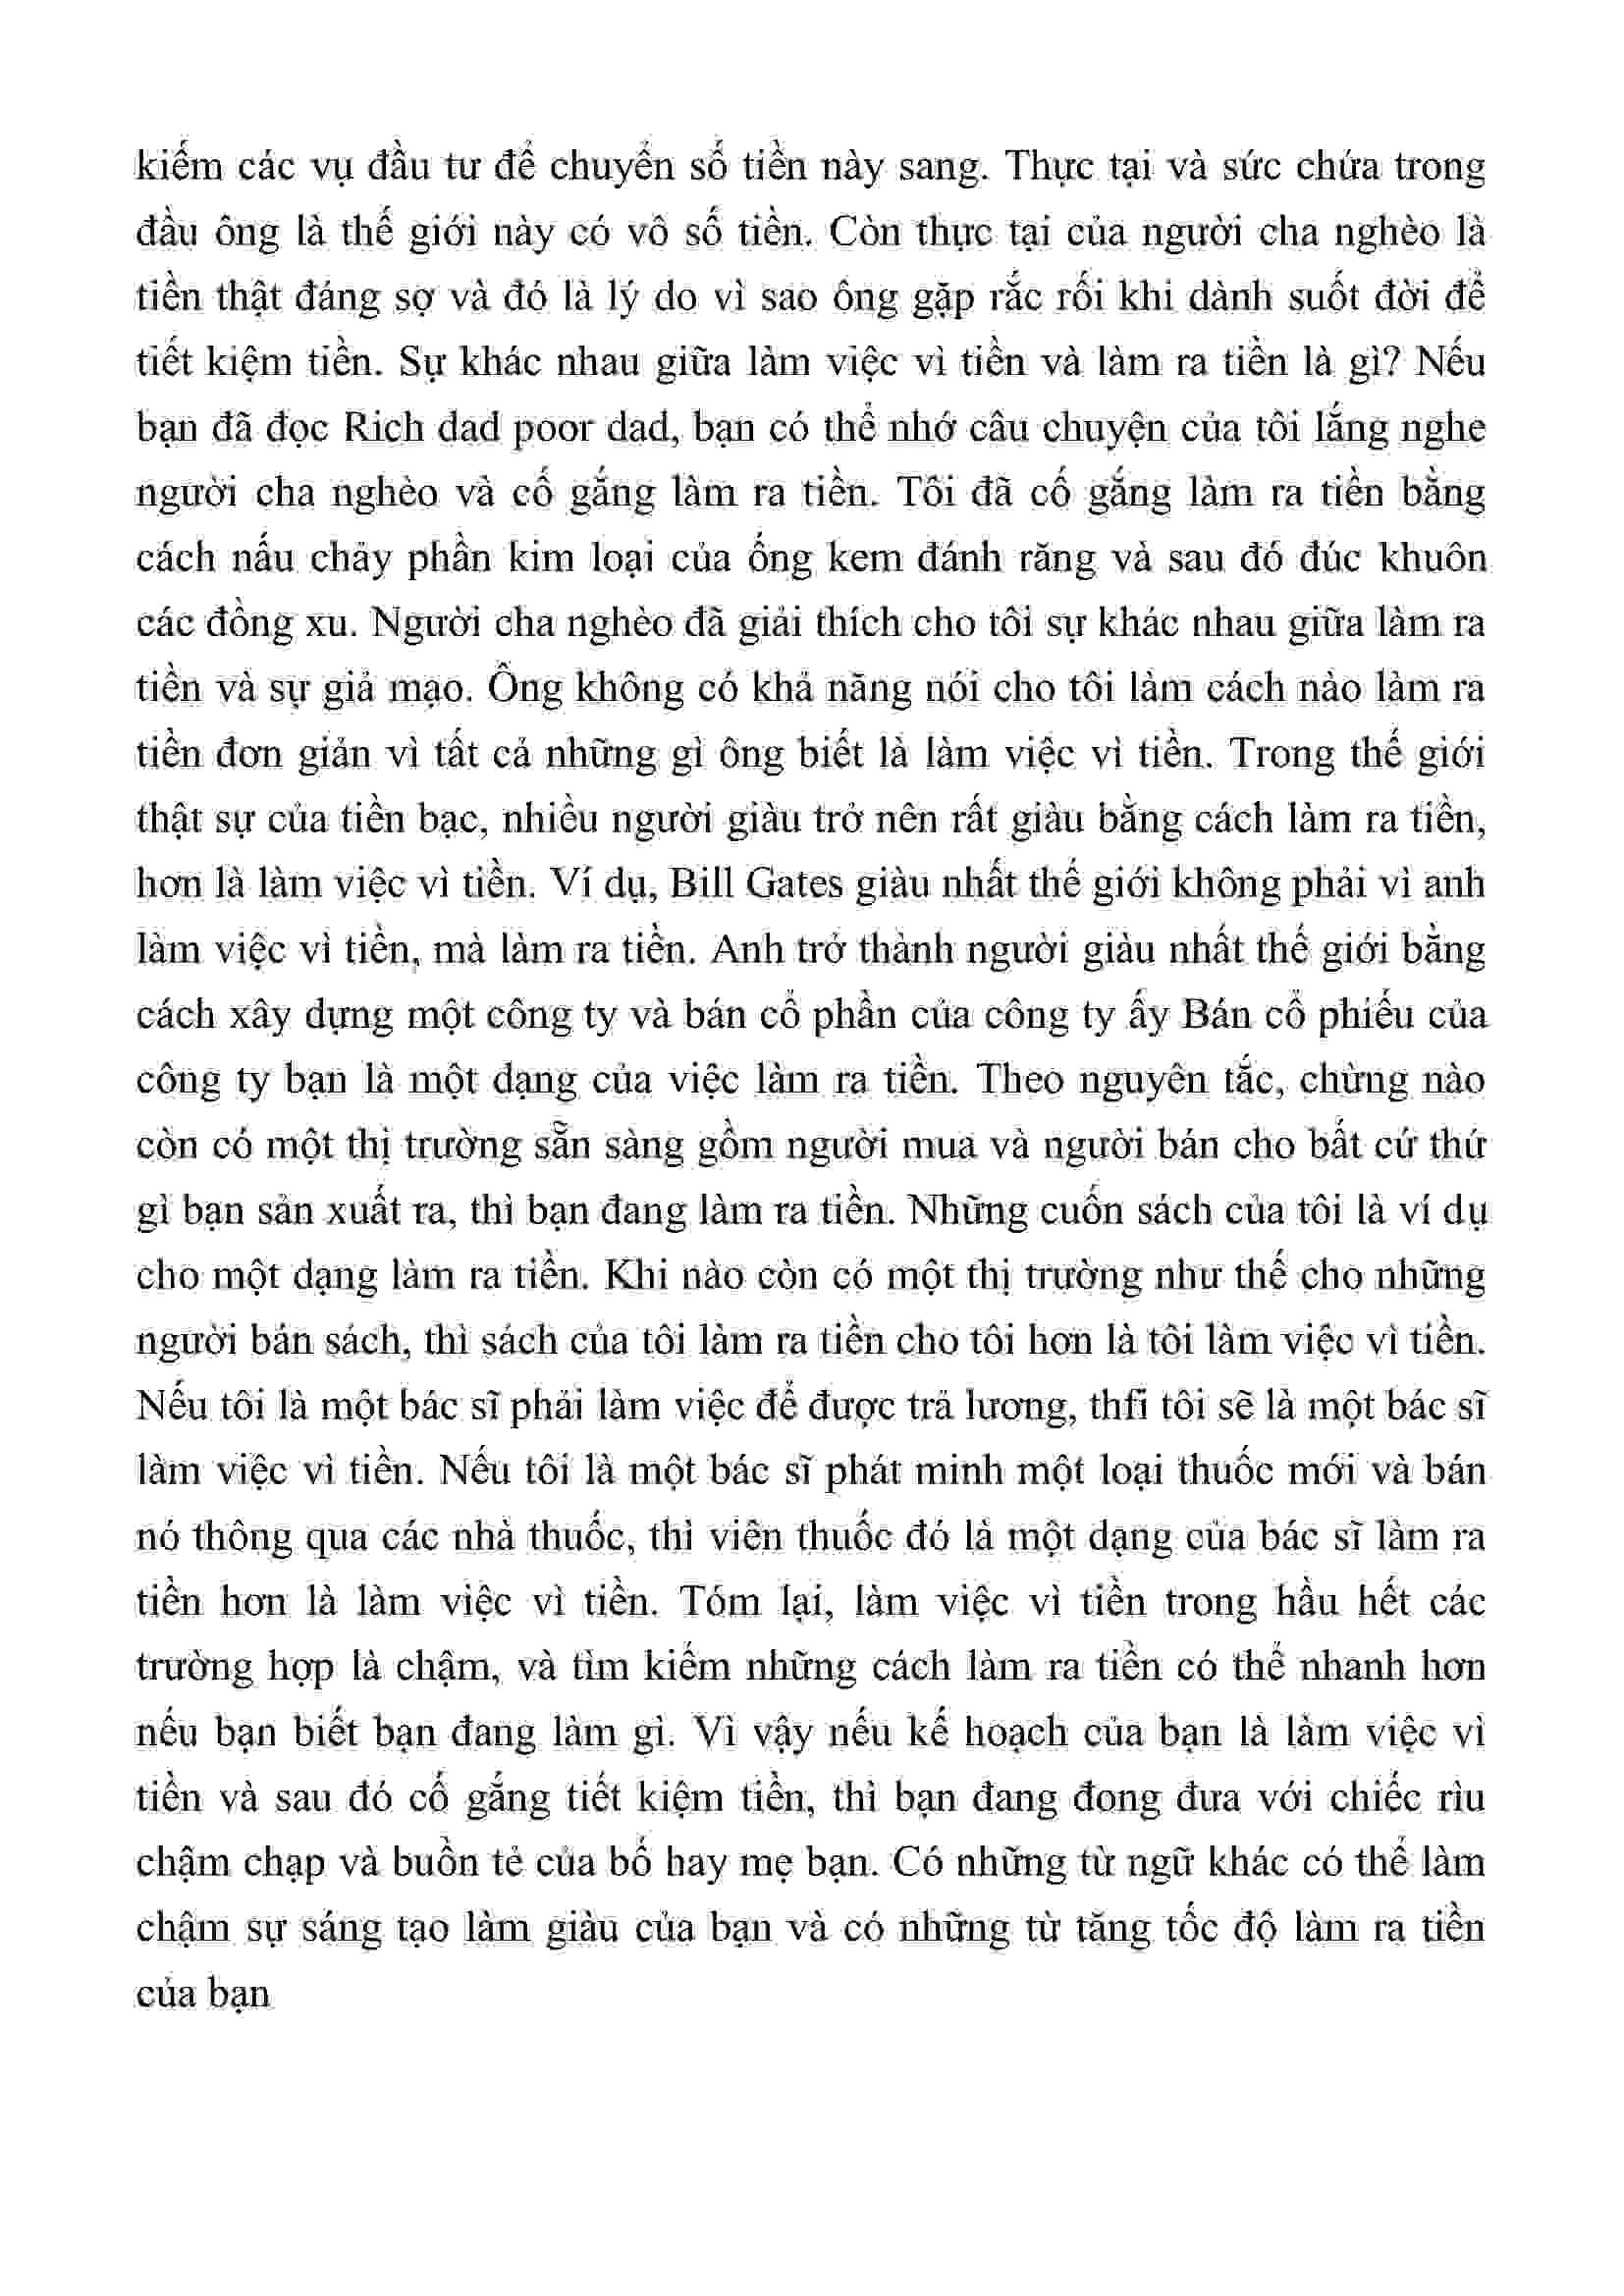 kiếm các vụ đầu tư để chuyển số tiền này sang. Thực tại và sức chứa trong
đầu ông là thế giới này có vô số tiền. Còn thực tại của người cha nghèo là
tiền thật đáng sợ và đó là lý do vì sao ông gặp rắc rối khi dành suốt đời để
tiết kiệm tiền. Sự khác nhau giữa làm việc vì tiền và làm ra tiền là gì? Nếu
bạn đã đọc Rich dad poor dad, bạn có thể nhớ câu chuyện của tôi lắng nghe
người cha nghèo và cố gắng làm ra tiền. Tôi đã cố gắng làm ra tiền bằng
cách nấu chảy phần kim loại của ống kem đánh răng và sau đó đúc khuôn
các đồng xu. Người cha nghèo đã giải thích cho tôi sự khác nhau giữa làm ra
tiền và sự giả mạo. Ông không có khả năng nói cho tôi làm cách nào làm ra
tiền đơn giản vì tất cả những gì ông biết là làm việc vì tiền. Trong thế giới
thật sự của tiền bạc, nhiều người giàu trở nên rất giàu bằng cách làm ra tiền,
hơn là làm việc vì tiền. Ví dụ, Bill Gates giàu nhất thế giới không phải vì anh
làm việc vì tiền, mà làm ra tiền. Anh trở thành người giàu nhất thế giới bằng
cách xây dựng một công ty và bán cổ phần của công ty ấy Bán cổ phiếu của
công ty bạn là một dạng của việc làm ra tiền. Theo nguyên tắc, chừng nào
còn có một thị trường sẵn sàng gồm người mua và người bán cho bất cứ thứ
gì bạn sản xuất ra, thì bạn đang làm ra tiền. Những cuốn sách của tôi là ví dụ
cho một dạng làm ra tiền. Khi nào còn có một thị trường như thế cho những
người bán sách, thì sách của tôi làm ra tiền cho tôi hơn là tôi làm việc vì tiền.
Nếu tôi là một bác sĩ phải làm việc để được trả lương, thfi tôi sẽ là một bác sĩ
làm việc vì tiền. Nếu tôi là một bác sĩ phát minh một loại thuốc mới và bán
nó thông qua các nhà thuốc, thì viên thuốc đó là một dạng của bác sĩ làm ra
tiền hơn là làm việc vì tiền. Tóm lại, làm việc vì tiền trong hầu hết các
trường hợp là chậm, và tìm kiếm những cách làm ra tiền có thể nhanh hơn
nếu bạn biết bạn đang làm gì. Vì vậy nếu kế hoạch của bạn là làm việc vì
tiền và sau đó cố gắng tiết kiệm tiền, thì bạn đang đong đưa với chiếc rìu
chậm chạp và buồn tẻ của bố hay mẹ bạn. Có những từ ngữ khác có thể làm
chậm sự sáng tạo làm giàu của bạn và có những từ tăng tốc độ làm ra tiền
của bạn